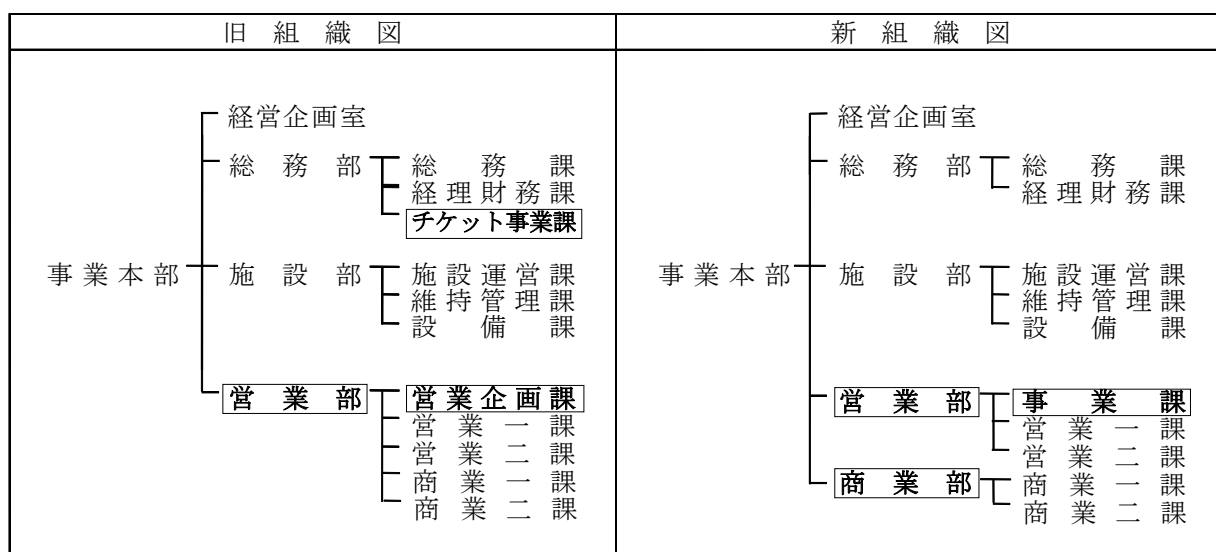 旧組織図
経営企画室
総務部 総務課
経理財務課
チケット事業課
事業本部 施設部 施設運営課
維持管理課
設備課
営業部 営業企画課
営業一課
営業二課
商業一課
商業二課
新組織図
経営企画室
総務部 総務課
経理財務課
事業本部 施設部 施設運営課
維持管理課
設備課
営業部 事業課
営業一課
営業二課
商業部 商業一課
商業二課